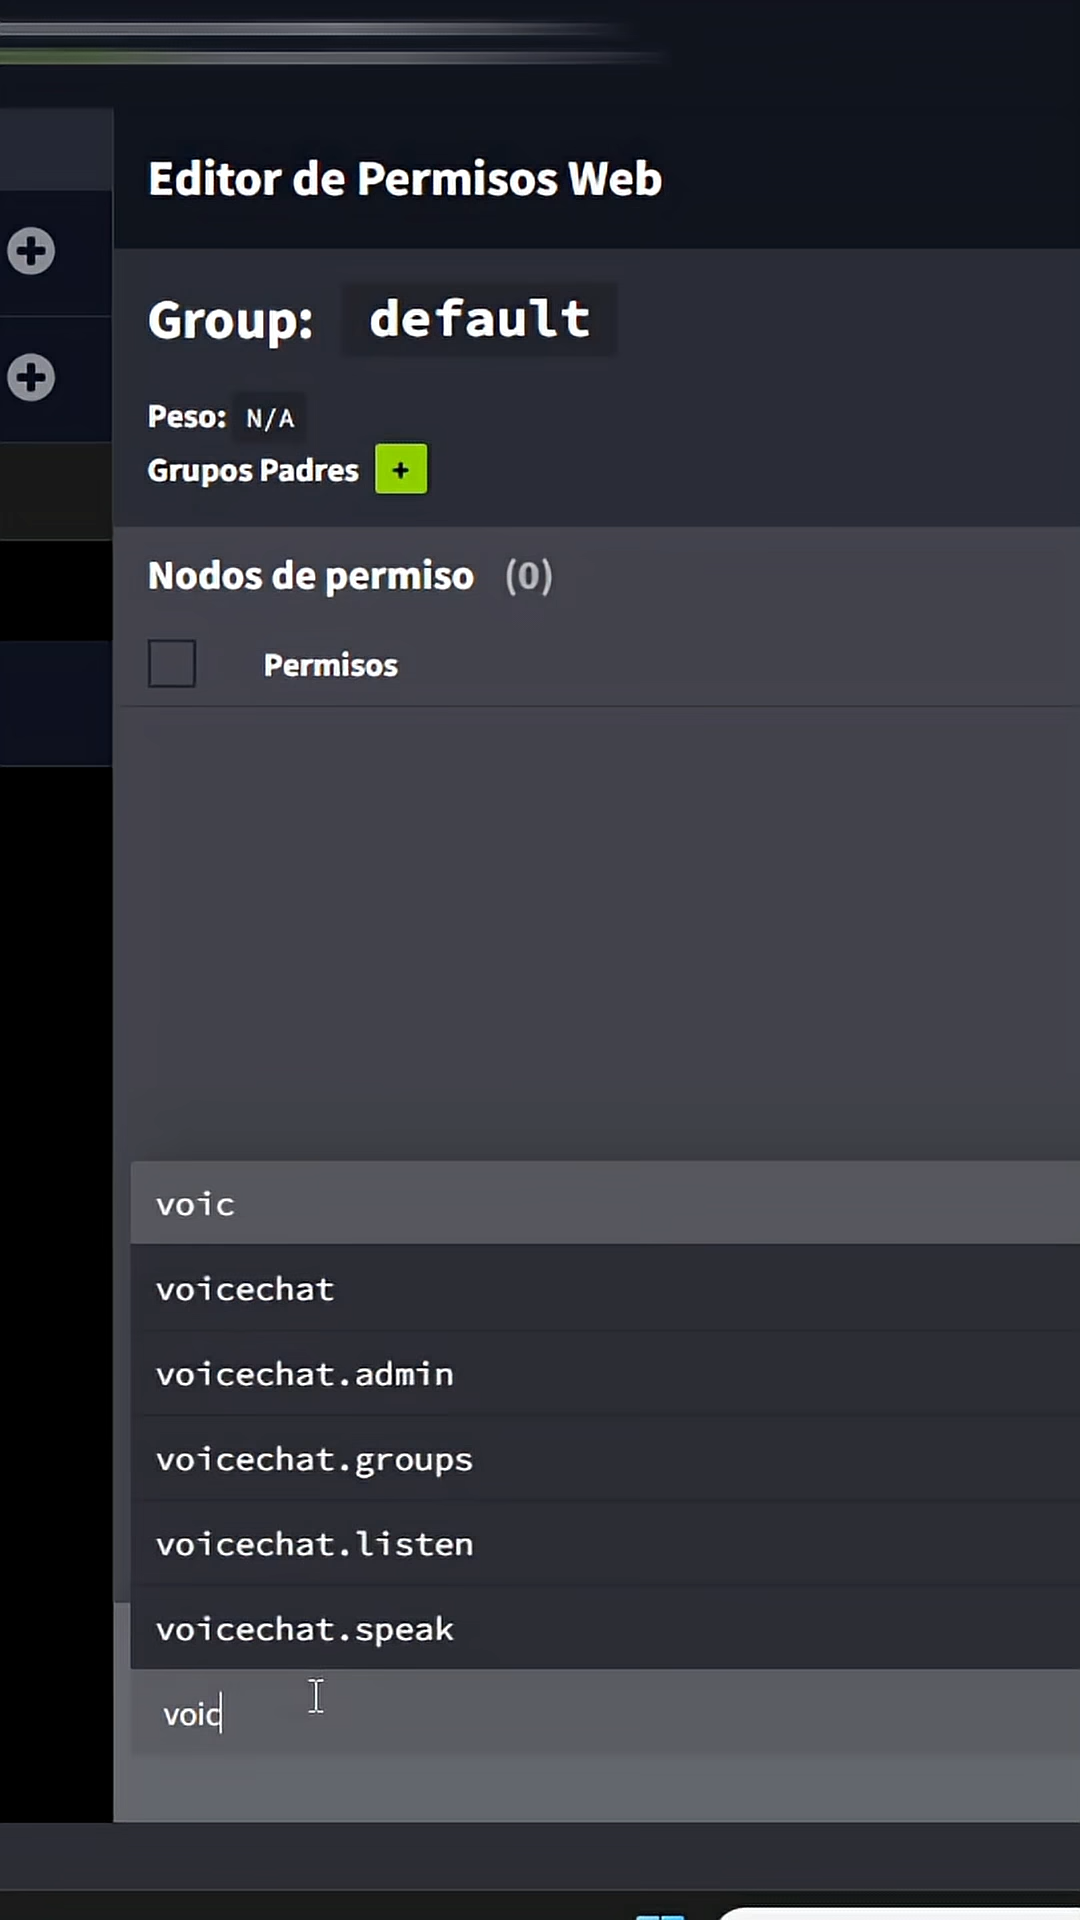 Editor de Permisos Web
Group: default
Peso: N/A
Grupos Padres +
Nodos de permiso (0)
Permisos
voic
voicechat
voicechat.admin
voicechat.groups
voicechat.listen
voicechat.speak
voic